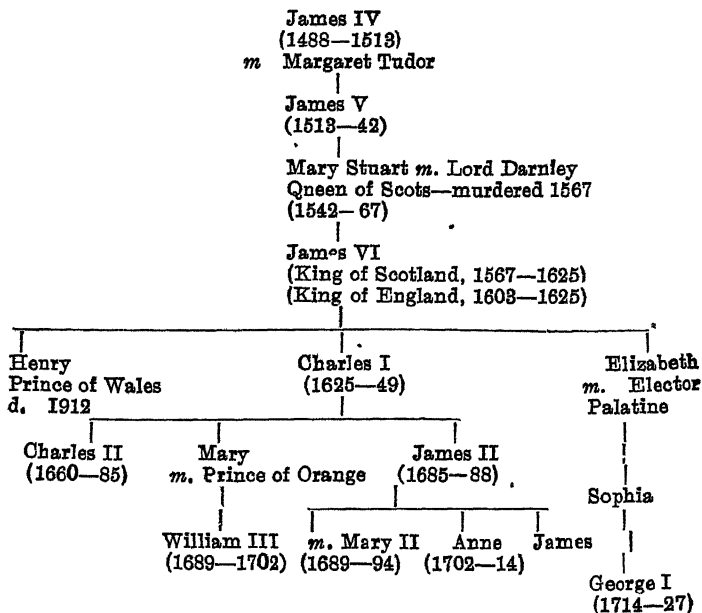 James IV
(1488—1513)
m Margaret Tudor
James V
(1513—42)
Mary Stuart m. Lord Darnley
Queen of Scots—murdered 1567
(1542—67)
James VI
(King of Scotland, 1567—1625)
(King of England, 1603—1625)
Henry
Prince of Wales
d. 1912
Charles I
(1625—49)
Elizabeth
m. Elector
Palatine
Charles II
(1660—85)
Mary
m. Prince of Orange
James II
(1685—88)
Sophia
William III
(1689—1702)
m. Mary II
(1689—94)
Anne
(1702—14)
James
George I
(1714—27)